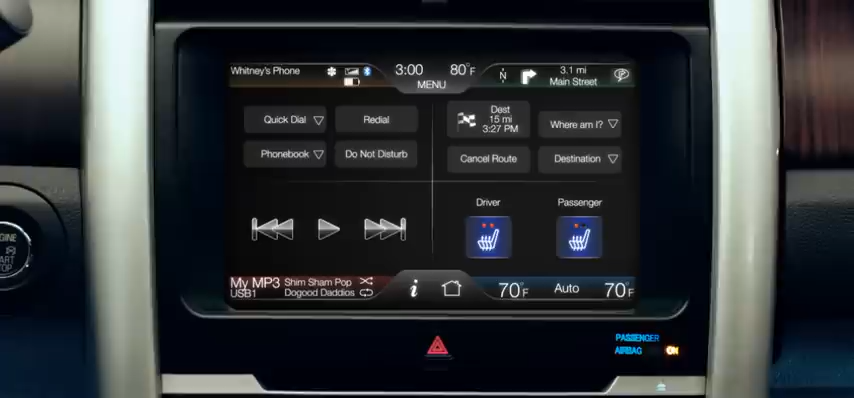 Whitney's Phone
3:00
80°F
MENU
N
3.1 mi
Main Street
Quick Dial
Redial
Phonebook
Do Not Disturb
Dest
15 mi
3:27 PM
Where am I?
Cancel Route
Destination
Driver
Passenger
My MP3
USB1
Shim Sham Pop
Dogood Daddios
i
70°F
Auto
70°F
PASSENGER
AIRBAG
ON